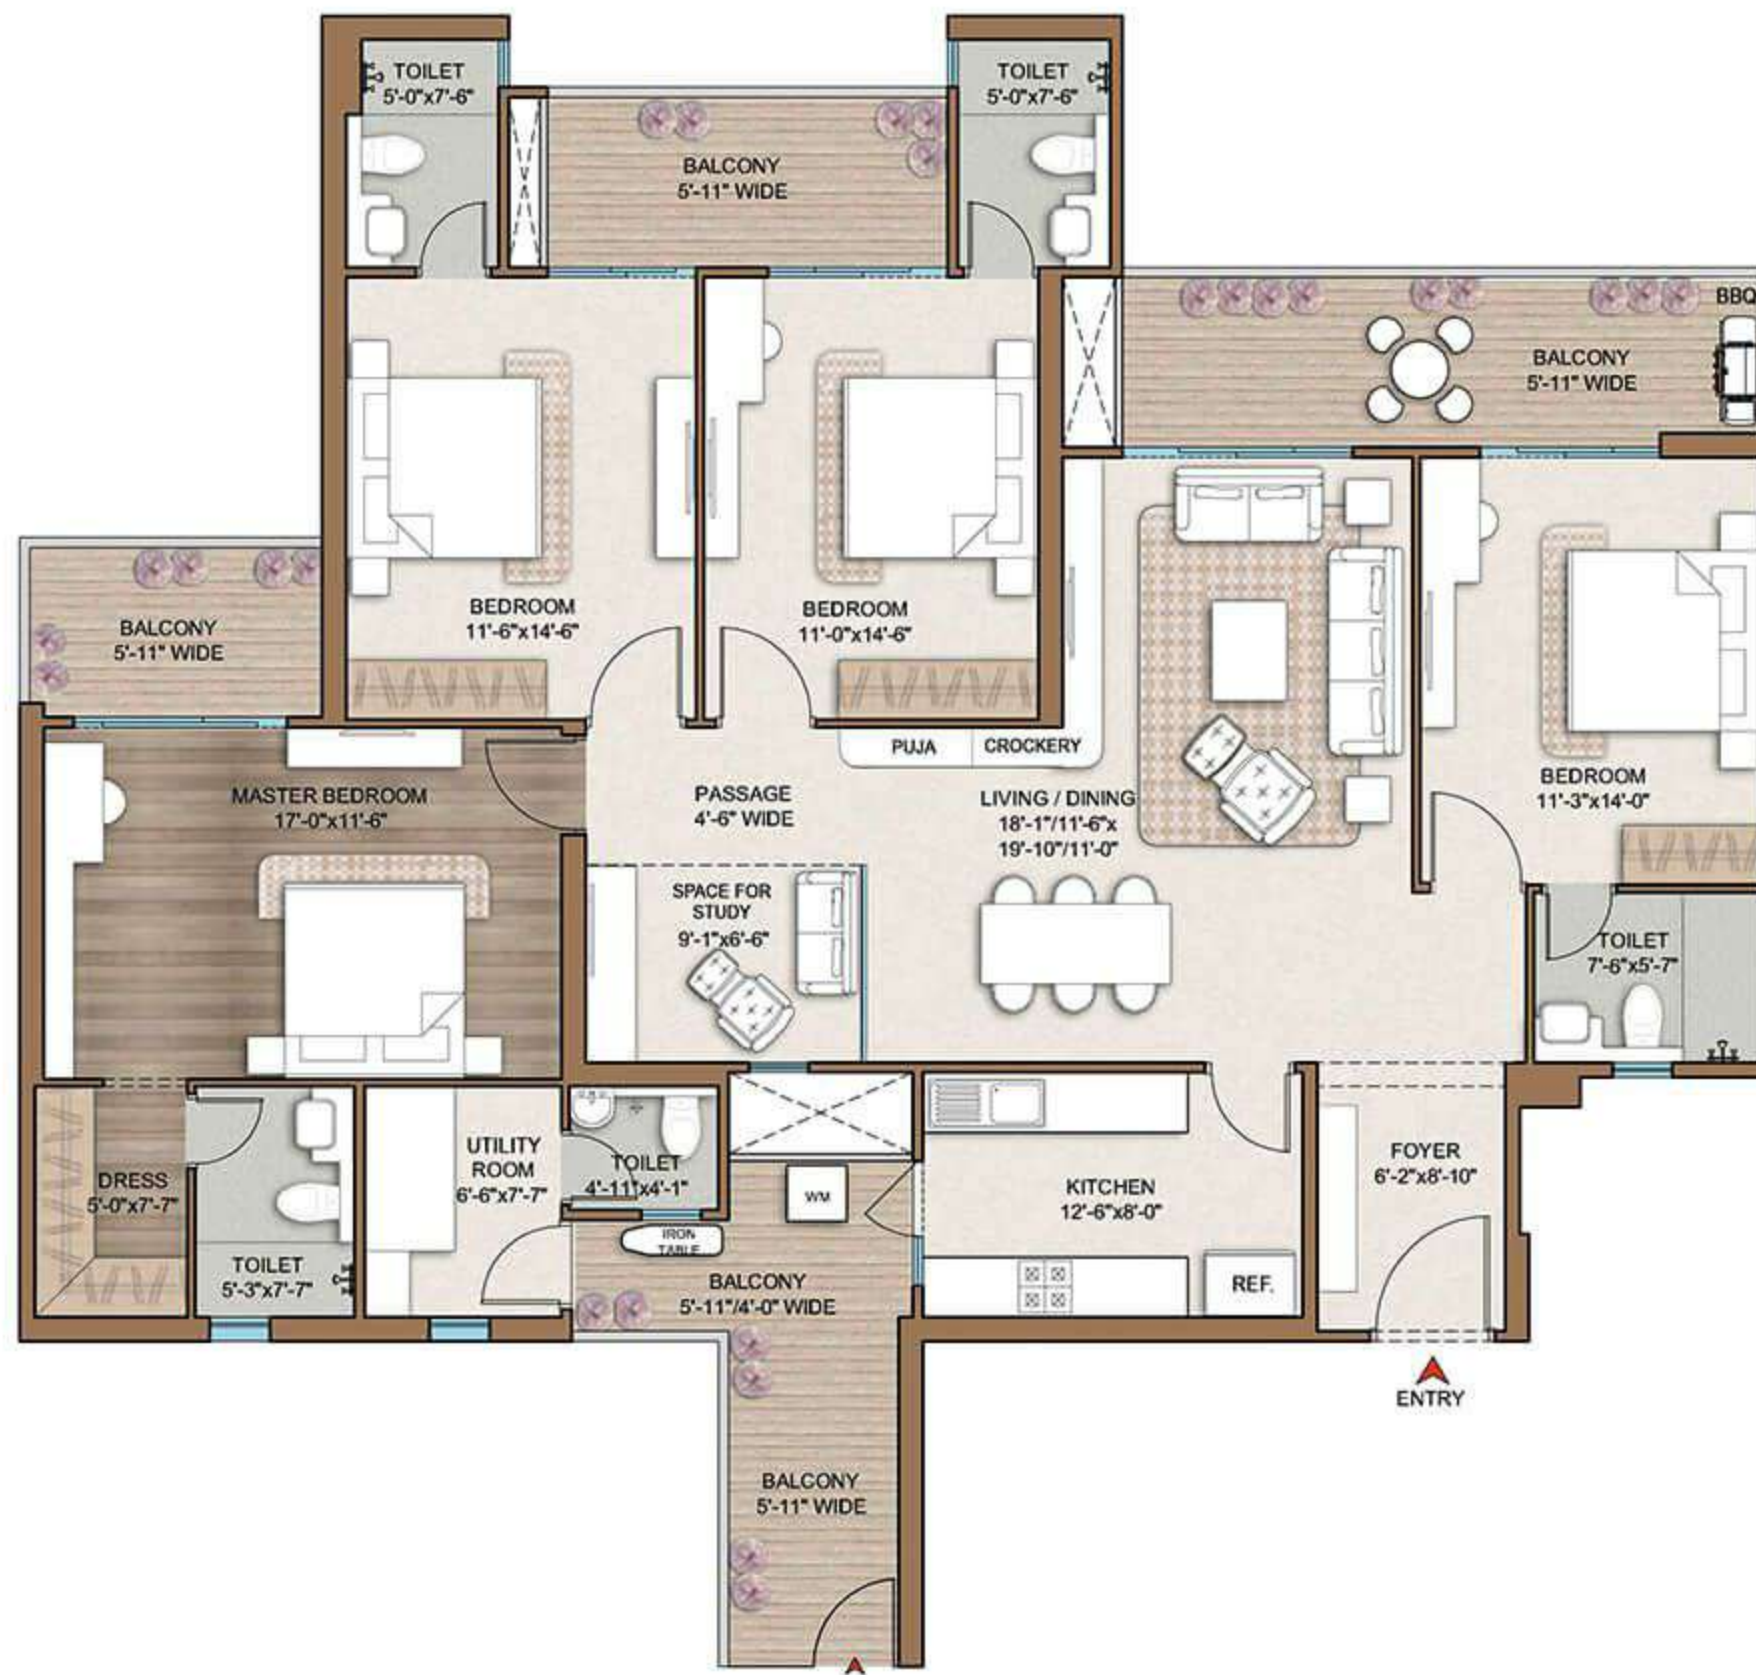 TOILET
5'-0"x7'-6"
TOILET
5'-0"x7'-6"
BALCONY
5'-11" WIDE
BBQ
BALCONY
5'-11" WIDE
BEDROOM
11'-6"x14'-6"
BEDROOM
11'-0"x14'-6"
BALCONY
5'-11" WIDE
PUJA
CROCKERY
MASTER BEDROOM
17'-0"x11'-6"
PASSAGE
4'-6" WIDE
LIVING / DINING
18'-1"/11'-6"x
19'-10"/11'-0"
BEDROOM
11'-3"x14'-0"
SPACE FOR
STUDY
9'-1"x6'-6"
TOILET
7'-6"x5'-7"
DRESS
5'-0"x7'-7"
UTILITY
ROOM
6'-6"x7'-7"
TOILET
4'-11"x4'-1"
WM
KITCHEN
12'-6"x8'-0"
FOYER
6'-2"x8'-10"
IRON
TABLE
TOILET
5'-3"x7'-7"
BALCONY
5'-11"/4'-0" WIDE
REF.
ENTRY
BALCONY
5'-11" WIDE